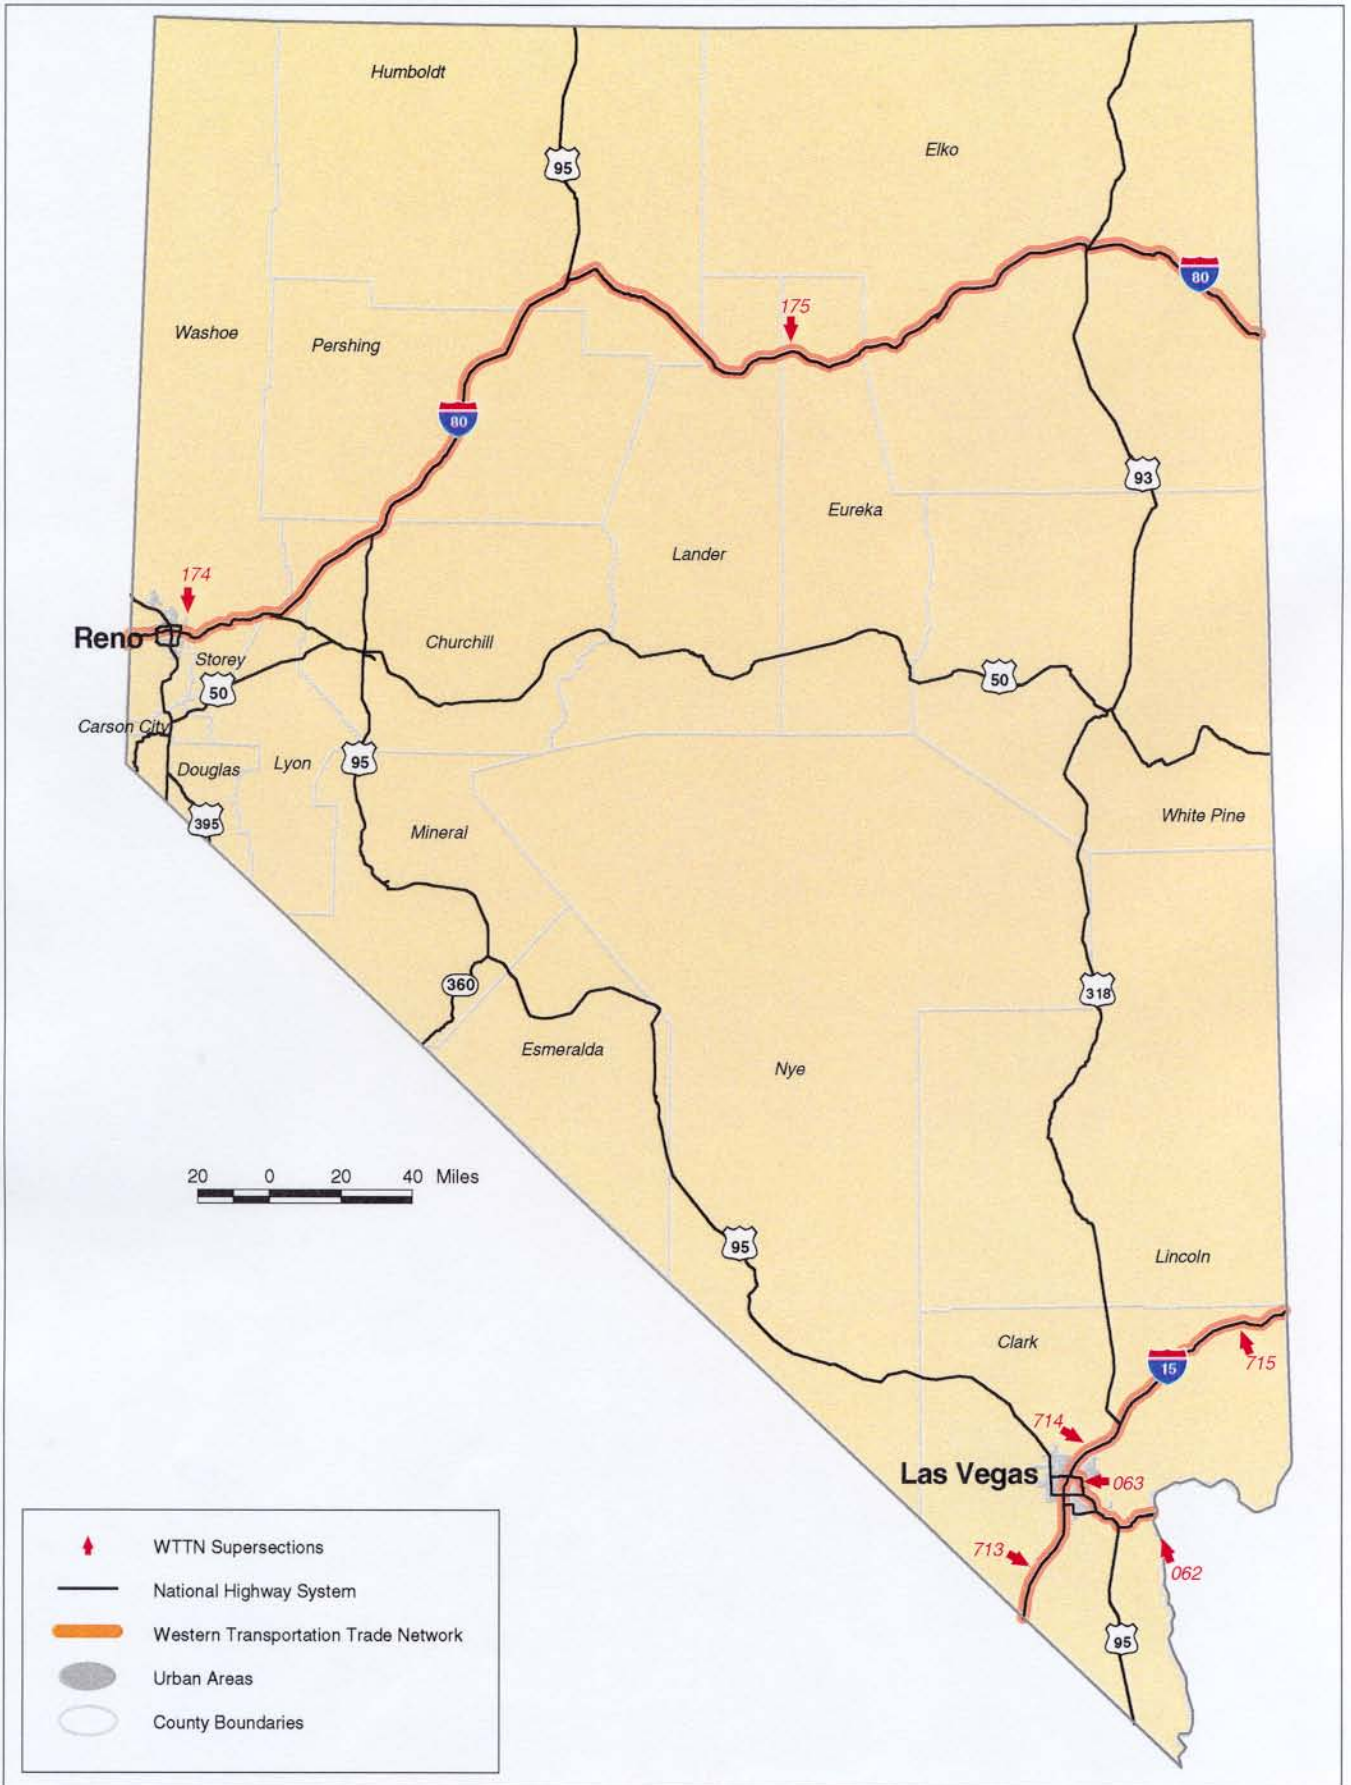 Humboldt
95
Elko
80
175
Washoe
Pershing
80
93
Eureka
Lander
174
Reno
Churchill
Storey
50
50
Carson City
Douglas
Lyon
95
395
Mineral
White Pine
360
318
Esmeralda
Nye
20 0 20 40 Miles
95
Lincoln
Clark
15
715
714
Las Vegas
063
713
062
95
WTTN Supersections
National Highway System
Western Transportation Trade Network
Urban Areas
County Boundaries